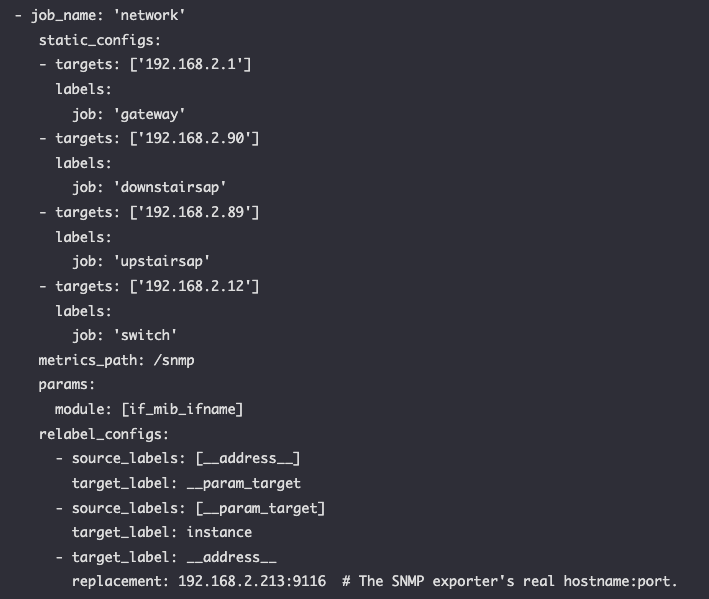 - job_name: 'network'
static_configs:
- targets: ['192.168.2.1']
labels:
job: 'gateway'
- targets: ['192.168.2.90']
labels:
job: 'downstairsap'
- targets: ['192.168.2.89']
labels:
job: 'upstairsap'
- targets: ['192.168.2.12']
labels:
job: 'switch'
metrics_path: /snmp
params:
module: [if_mib_ifname]
relabel_configs:
- source_labels: [__address__]
target_label: __param_target
- source_labels: [__param_target]
target_label: instance
- target_label: __address__
replacement: 192.168.2.213:9116  # The SNMP exporter's real hostname:port.